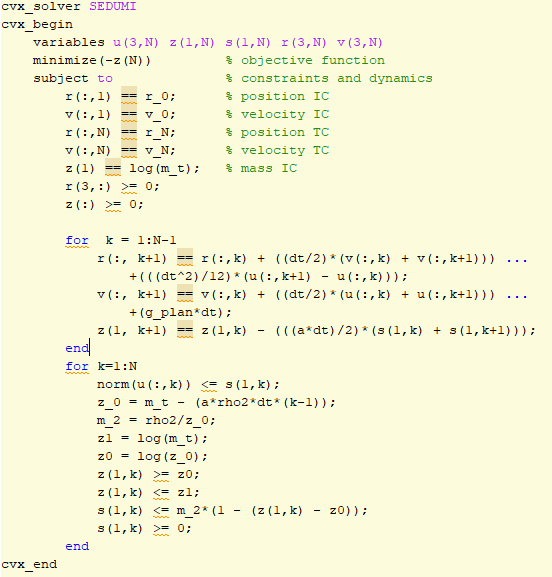 cvx_solver SEDUMI
cvx_begin
    variables u(3,N) z(1,N) s(1,N) r(3,N) v(3,N)
    minimize(-z(N))         % objective function
    subject to              % constraints and dynamics
        r(:,1) == r_0;      % position IC
        v(:,1) == v_0;      % velocity IC
        r(:,N) == r_N;      % position TC
        v(:,N) == v_N;      % velocity TC
        z(1) == log(m_t);   % mass IC
        r(3,:) >= 0;
        z(:) >= 0;
        for  k = 1:N-1
            r(:, k+1) == r(:,k) + ((dt/2)*(v(:,k) + v(:,k+1))) ...
                +(((dt^2)/12)*(u(:,k+1) - u(:,k)));
            v(:, k+1) == v(:,k) + ((dt/2)*(u(:,k) + u(:,k+1))) ...
                +(g_plan*dt);
            z(1, k+1) == z(1,k) - (((a*dt)/2)*(s(1,k) + s(1,k+1)));
        end
        for k=1:N
            norm(u(:,k)) <= s(1,k);
            z_0 = m_t - (a*rho2*dt*(k-1));
            m_2 = rho2/z_0;
            z1 = log(m_t);
            z0 = log(z_0);
            z(1,k) >= z0;
            z(1,k) <= z1;
            s(1,k) <= m_2*(1 - (z(1,k) - z0));
            s(1,k) >= 0;
        end
cvx_end